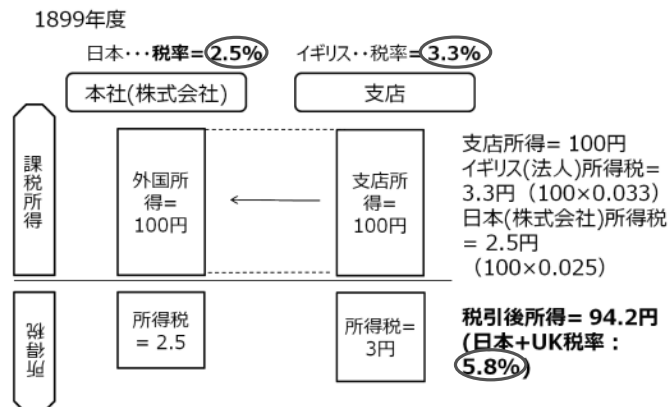 1899年度
日本･･･税率=2.5%
イギリス･･税率=3.3%
本社(株式会社)
支店
課税所得
外国所
得=
100円
支店所
得=
100円
支店所得= 100円
イギリス(法人)所得税=
3.3円（100×0.033）
日本(株式会社)所得税
= 2.5円
（100×0.025）
所得税
所得税
= 2.5
所得税=
3円
税引後所得= 94.2円
(日本+UK税率：
5.8%)